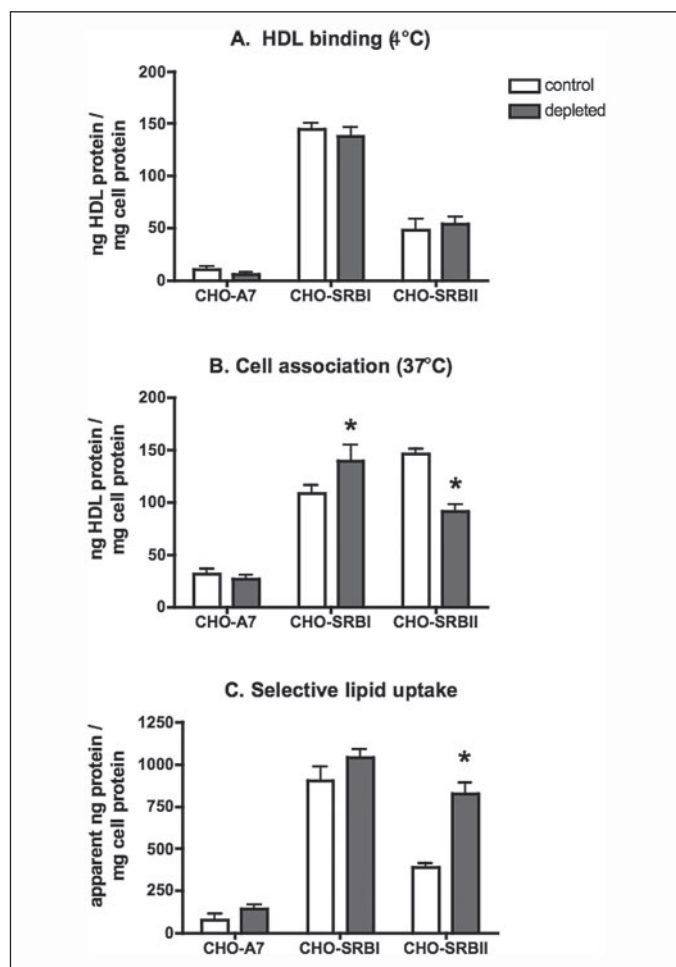 A. HDL binding (4°C)
control
depleted
ng HDL protein /
mg cell protein
200
150
100
50
0
CHO-A7 CHO-SRBI CHO-SRBII
B. Cell association (37°C)
ng HDL protein /
mg cell protein
200
150
100
50
0
*
*
CHO-A7 CHO-SRBI CHO-SRBII
C. Selective lipid uptake
apparent ng protein /
mg cell protein
1250
1000
750
500
250
0
*
CHO-A7 CHO-SRBI CHO-SRBII